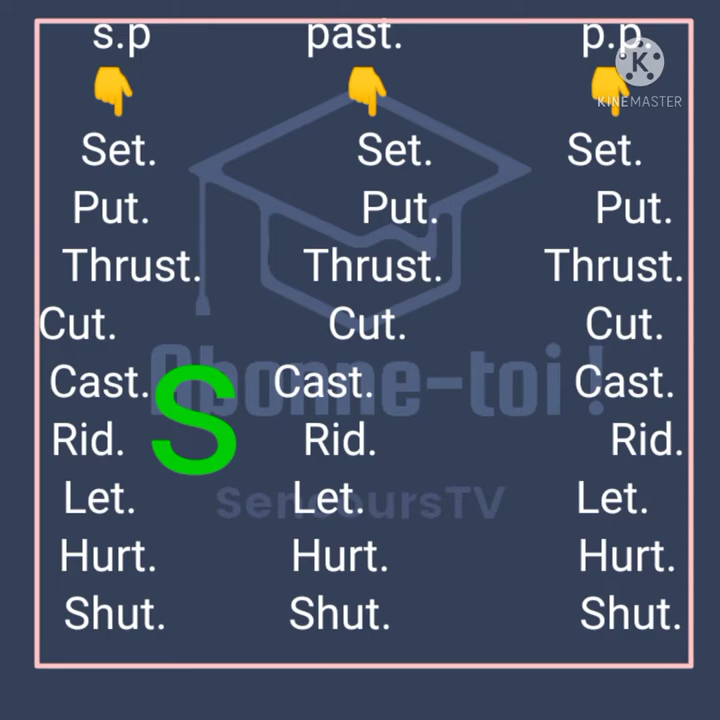 s.p past. p.p.
K
KINEMASTER
Set. Set. Set.
Put. Put. Put.
Thrust. Thrust. Thrust.
Cut. Cut. Cut.
Abonne-toi !
Cast. Cast. Cast.
S
Rid. Rid. Rid.
Let. Let. Let.
SencoursTV
Hurt. Hurt. Hurt.
Shut. Shut. Shut.